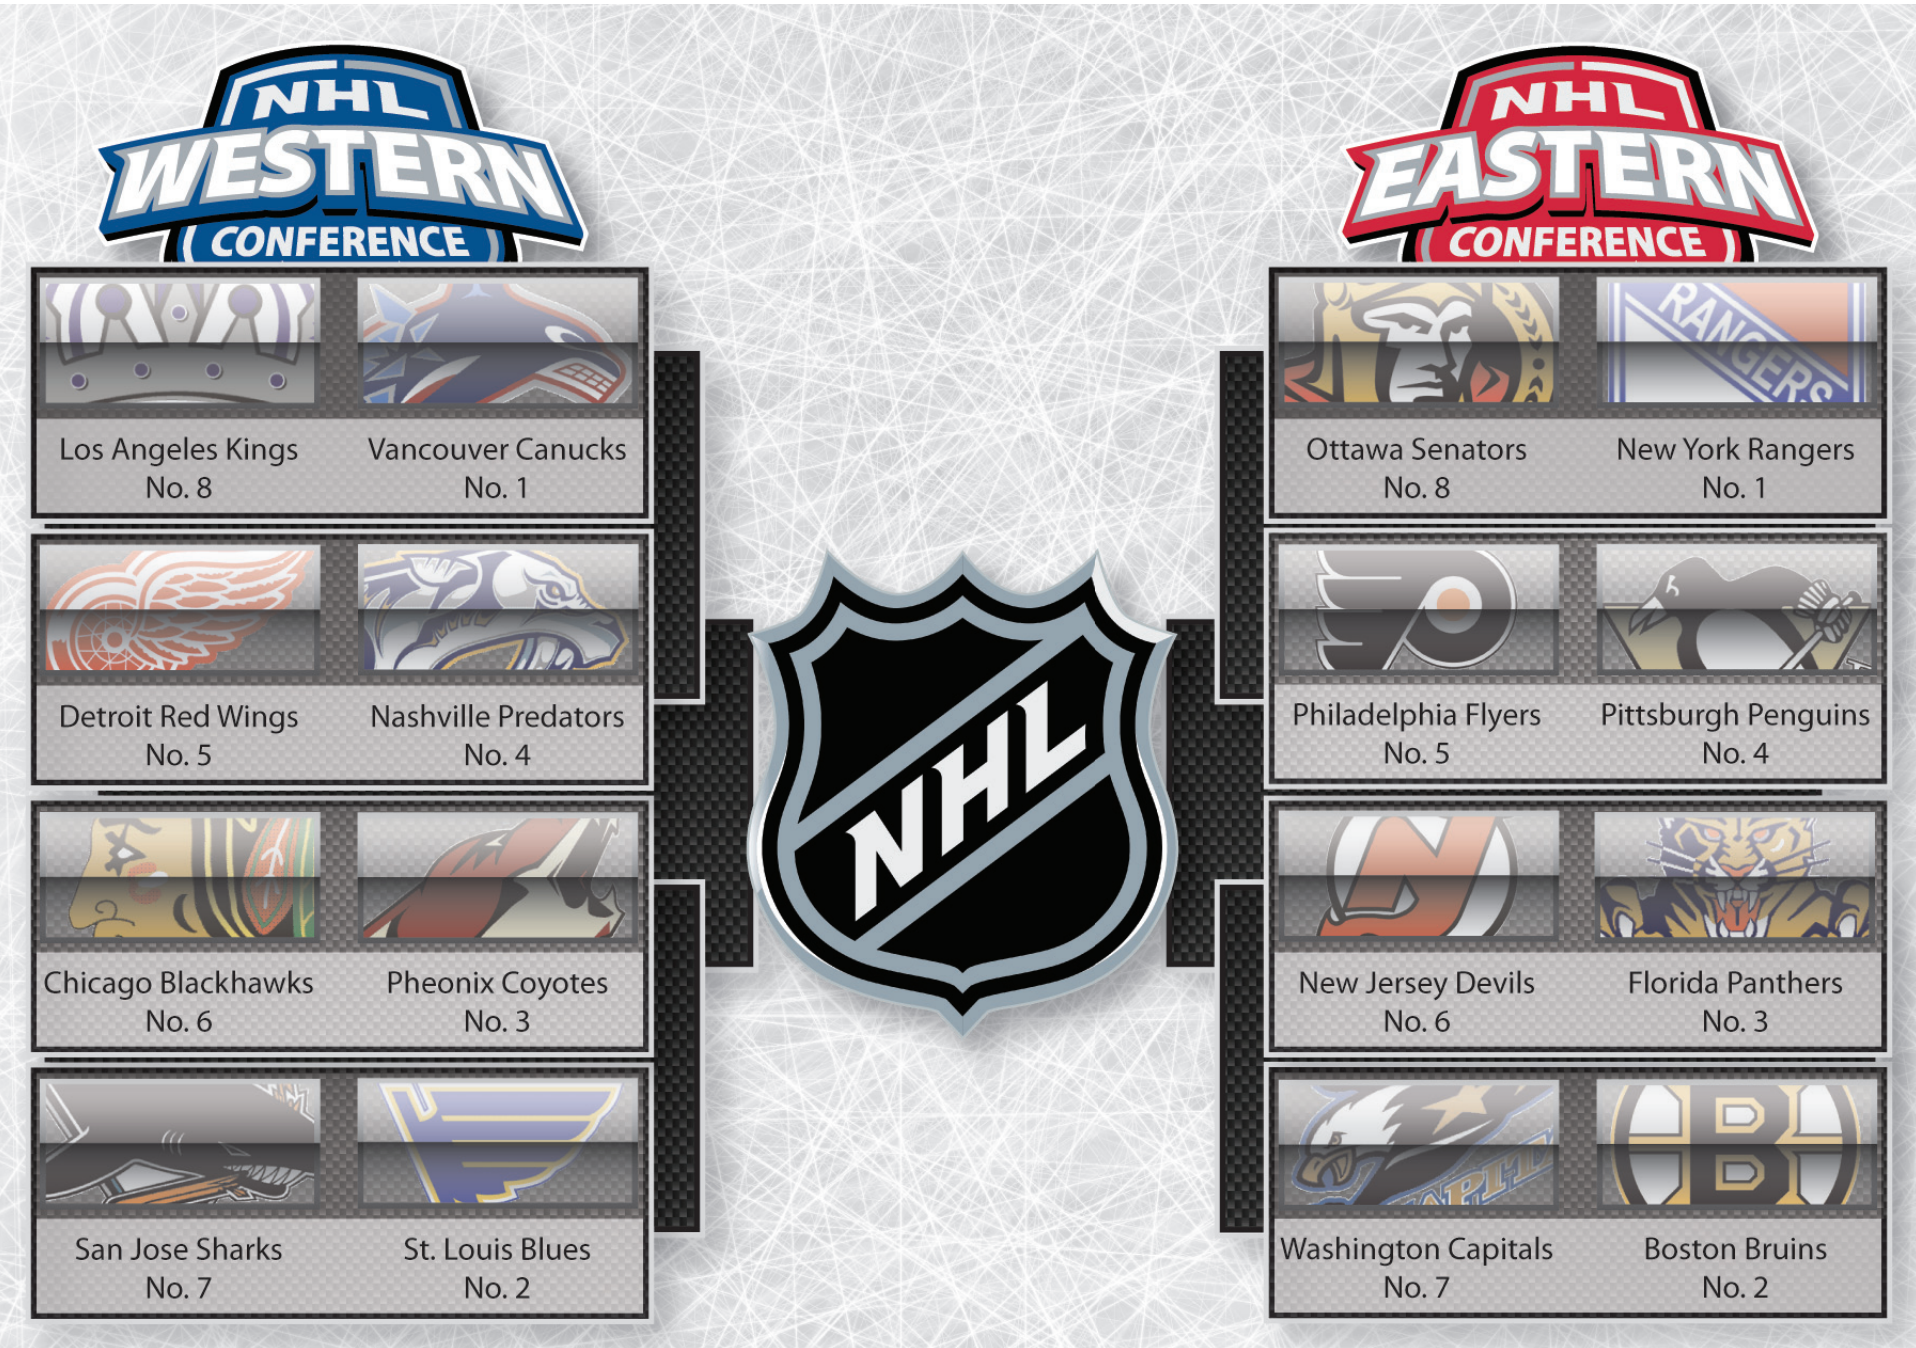 NHL
WESTERN
CONFERENCE
Los Angeles Kings
No. 8
Vancouver Canucks
No. 1
Detroit Red Wings
No. 5
Nashville Predators
No. 4
Chicago Blackhawks
No. 6
Pheonix Coyotes
No. 3
San Jose Sharks
No. 7
St. Louis Blues
No. 2
NHL
NHL
EASTERN
CONFERENCE
RANGERS
Ottawa Senators
No. 8
New York Rangers
No. 1
Philadelphia Flyers
No. 5
Pittsburgh Penguins
No. 4
New Jersey Devils
No. 6
Florida Panthers
No. 3
B
Washington Capitals
No. 7
Boston Bruins
No. 2